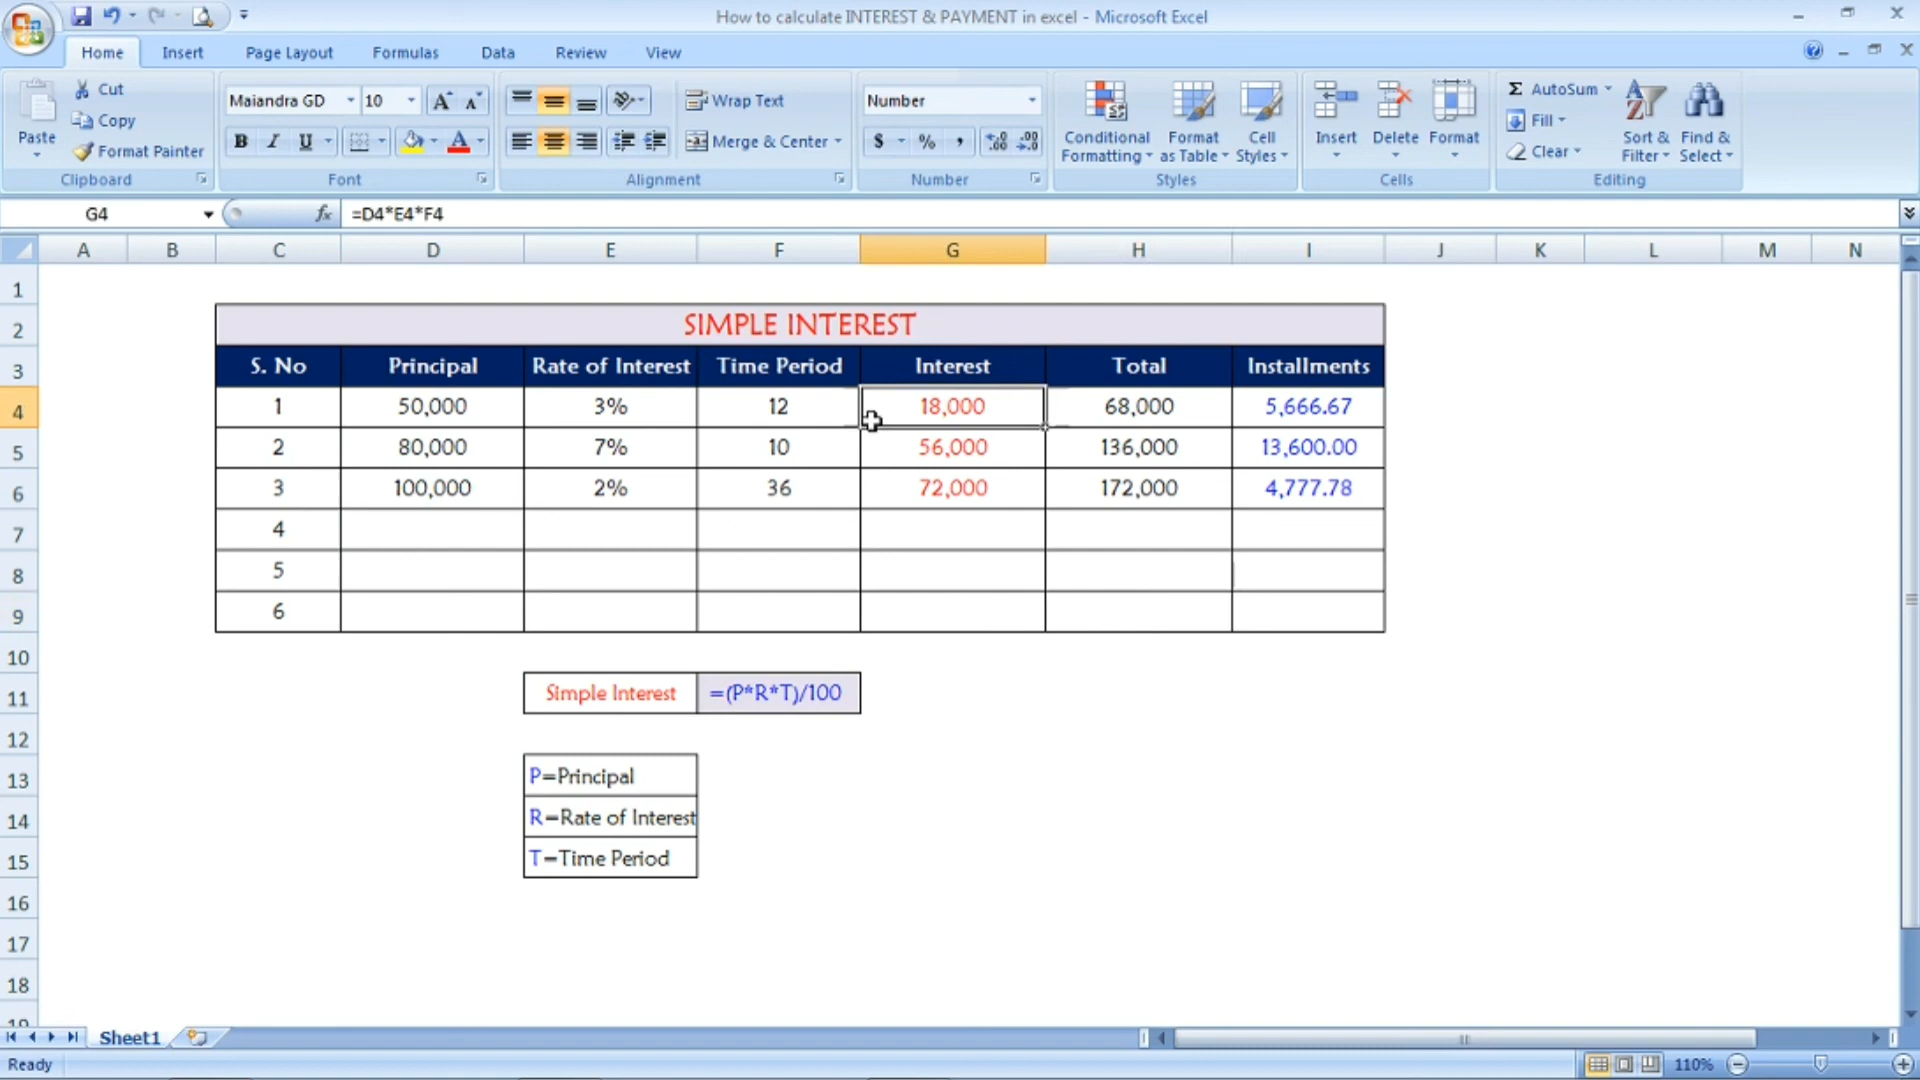 How to calculate INTEREST & PAYMENT in excel - Microsoft Excel
Home Insert Page Layout Formulas Data Review View
Paste
Cut
Copy
Format Painter
Clipboard
Maiandra GD 10
B I U
Font
Wrap Text
Merge & Center
Alignment
Number
$ % ,
Number
Conditional Formatting
Format as Table
Cell Styles
Styles
Insert Delete Format
Cells
Σ AutoSum
Fill
Clear
Sort & Filter
Find & Select
Editing
G4 fx =D4*E4*F4
A B C D E F G H I J K L M N
1
2 SIMPLE INTEREST
3 S. No Principal Rate of Interest Time Period Interest Total Installments
4 1 50,000 3% 12 18,000 68,000 5,666.67
5 2 80,000 7% 10 56,000 136,000 13,600.00
6 3 100,000 2% 36 72,000 172,000 4,777.78
7 4
8 5
9 6
10
11 Simple Interest =(P*R*T)/100
12
13 P=Principal
14 R=Rate of Interest
15 T=Time Period
16
17
18
19
Sheet1
Ready 110%